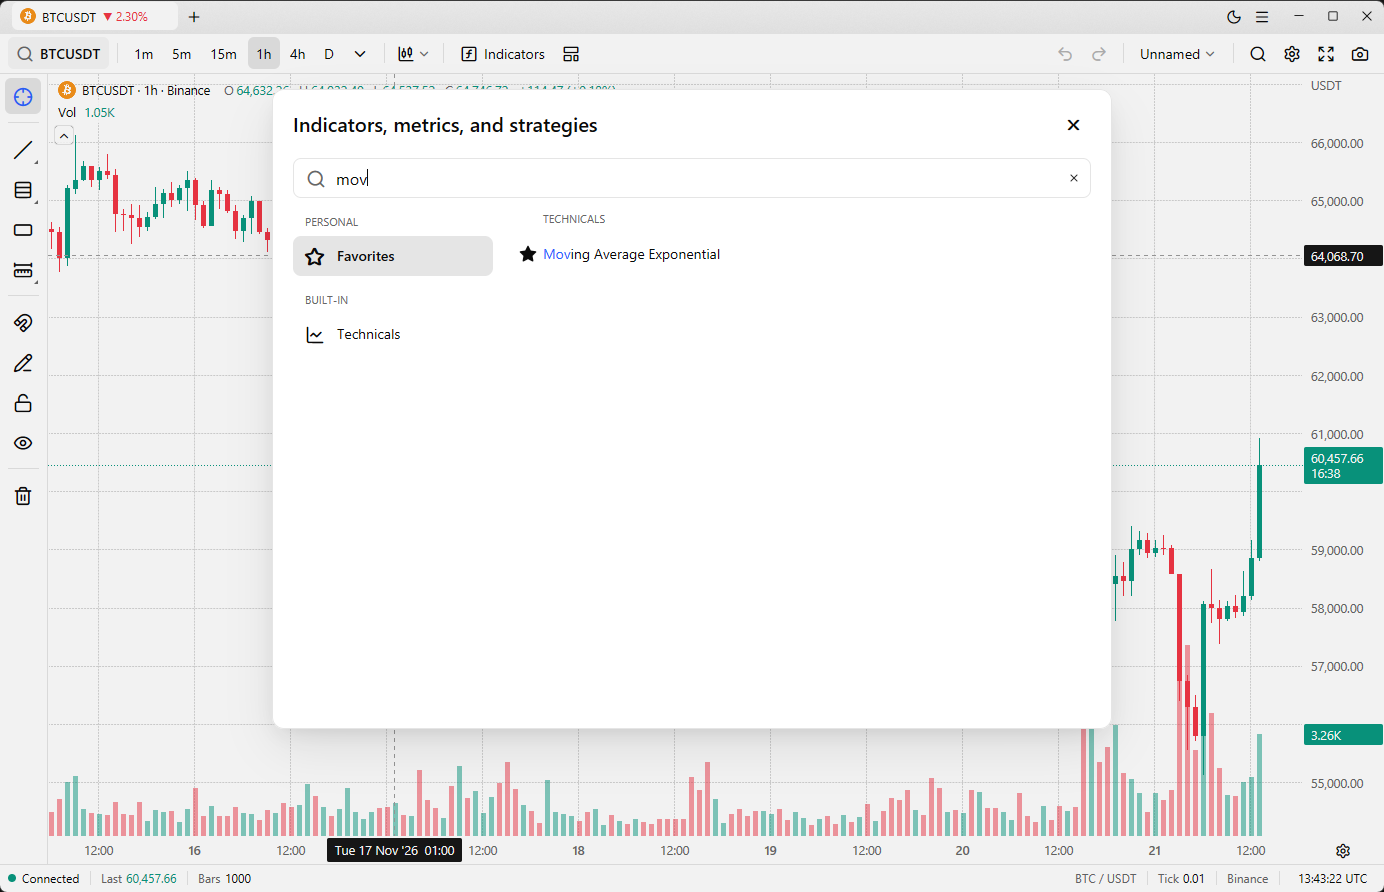 BTCUSDT ▼ 2.30%
BTCUSDT 1m 5m 15m 1h 4h D Indicators Unnamed
BTCUSDT · 1h · Binance
Vol 1.05K
Indicators, metrics, and strategies
mov
PERSONAL
Favorites
BUILT-IN
Technicals
TECHNICALS
Moving Average Exponential
USDT
66,000.00
65,000.00
64,068.70
63,000.00
62,000.00
61,000.00
60,457.66
16:38
59,000.00
58,000.00
57,000.00
3.26K
55,000.00
12:00 16 12:00 Tue 17 Nov '26 01:00 12:00 18 12:00 19 12:00 20 12:00 21 12:00
Connected Last 60,457.66 Bars 1000 BTC / USDT Tick 0.01 Binance 13:43:22 UTC